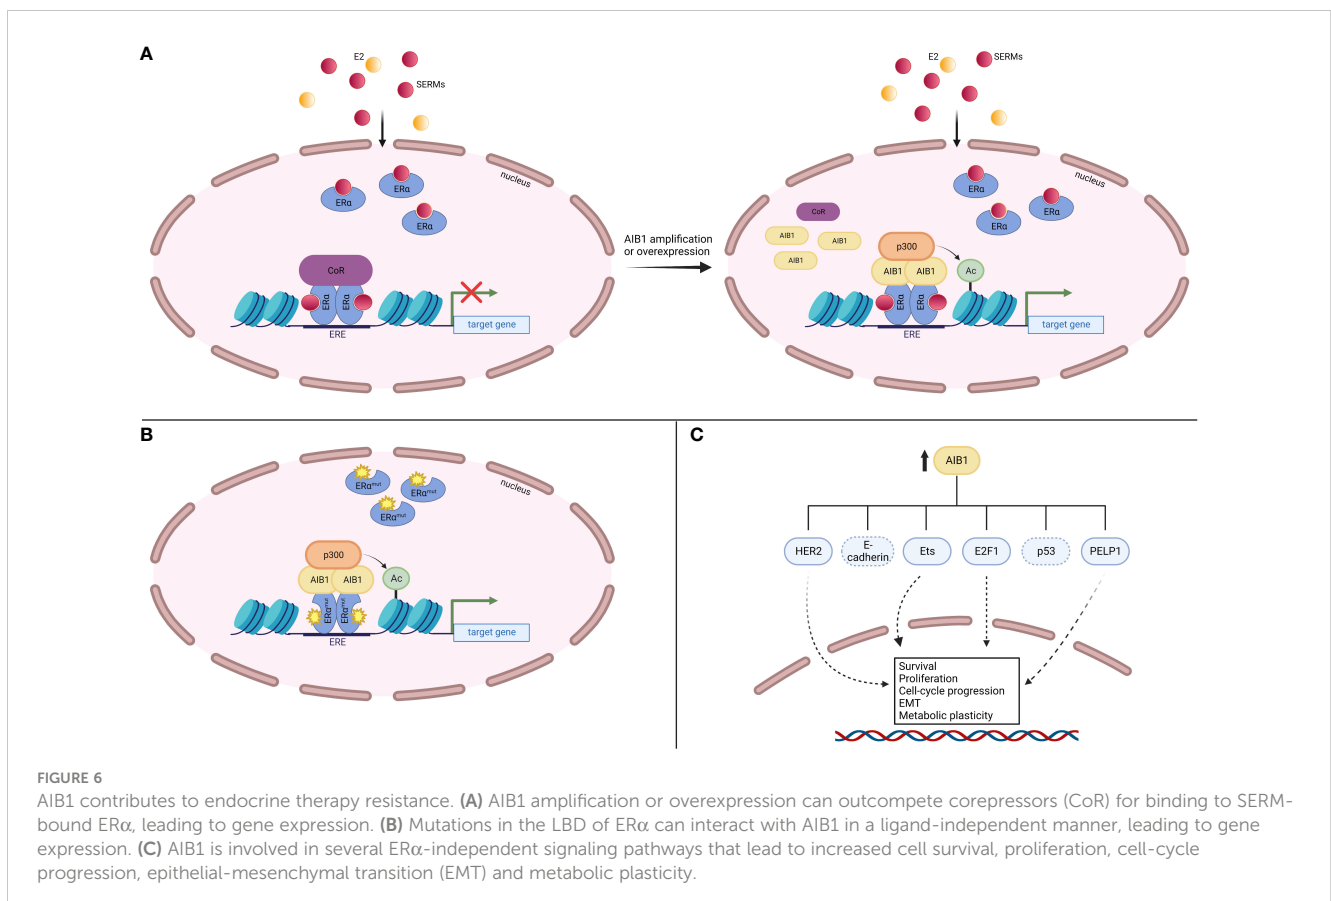 A
E2
SERMs
nucleus
ERα
ERα
ERα
CoR
ERα
ERα
ERE
target gene
AIB1 amplification
or overexpression
E2
SERMs
nucleus
ERα
ERα
ERα
CoR
AIB1
AIB1
AIB1
p300
AIB1
AIB1
Ac
ERα
ERα
ERE
target gene
B
nucleus
ERαmut
ERαmut
ERαmut
p300
AIB1
AIB1
Ac
ERαmut
ERαmut
ERE
target gene
C
AIB1
HER2
E-
cadherin
Ets
E2F1
p53
PELP1
Survival
Proliferation
Cell-cycle progression
EMT
Metabolic plasticity
FIGURE 6
AIB1 contributes to endocrine therapy resistance. (A) AIB1 amplification or overexpression can outcompete corepressors (CoR) for binding to SERM-
bound ERα, leading to gene expression. (B) Mutations in the LBD of ERα can interact with AIB1 in a ligand-independent manner, leading to gene
expression. (C) AIB1 is involved in several ERα-independent signaling pathways that lead to increased cell survival, proliferation, cell-cycle
progression, epithelial-mesenchymal transition (EMT) and metabolic plasticity.